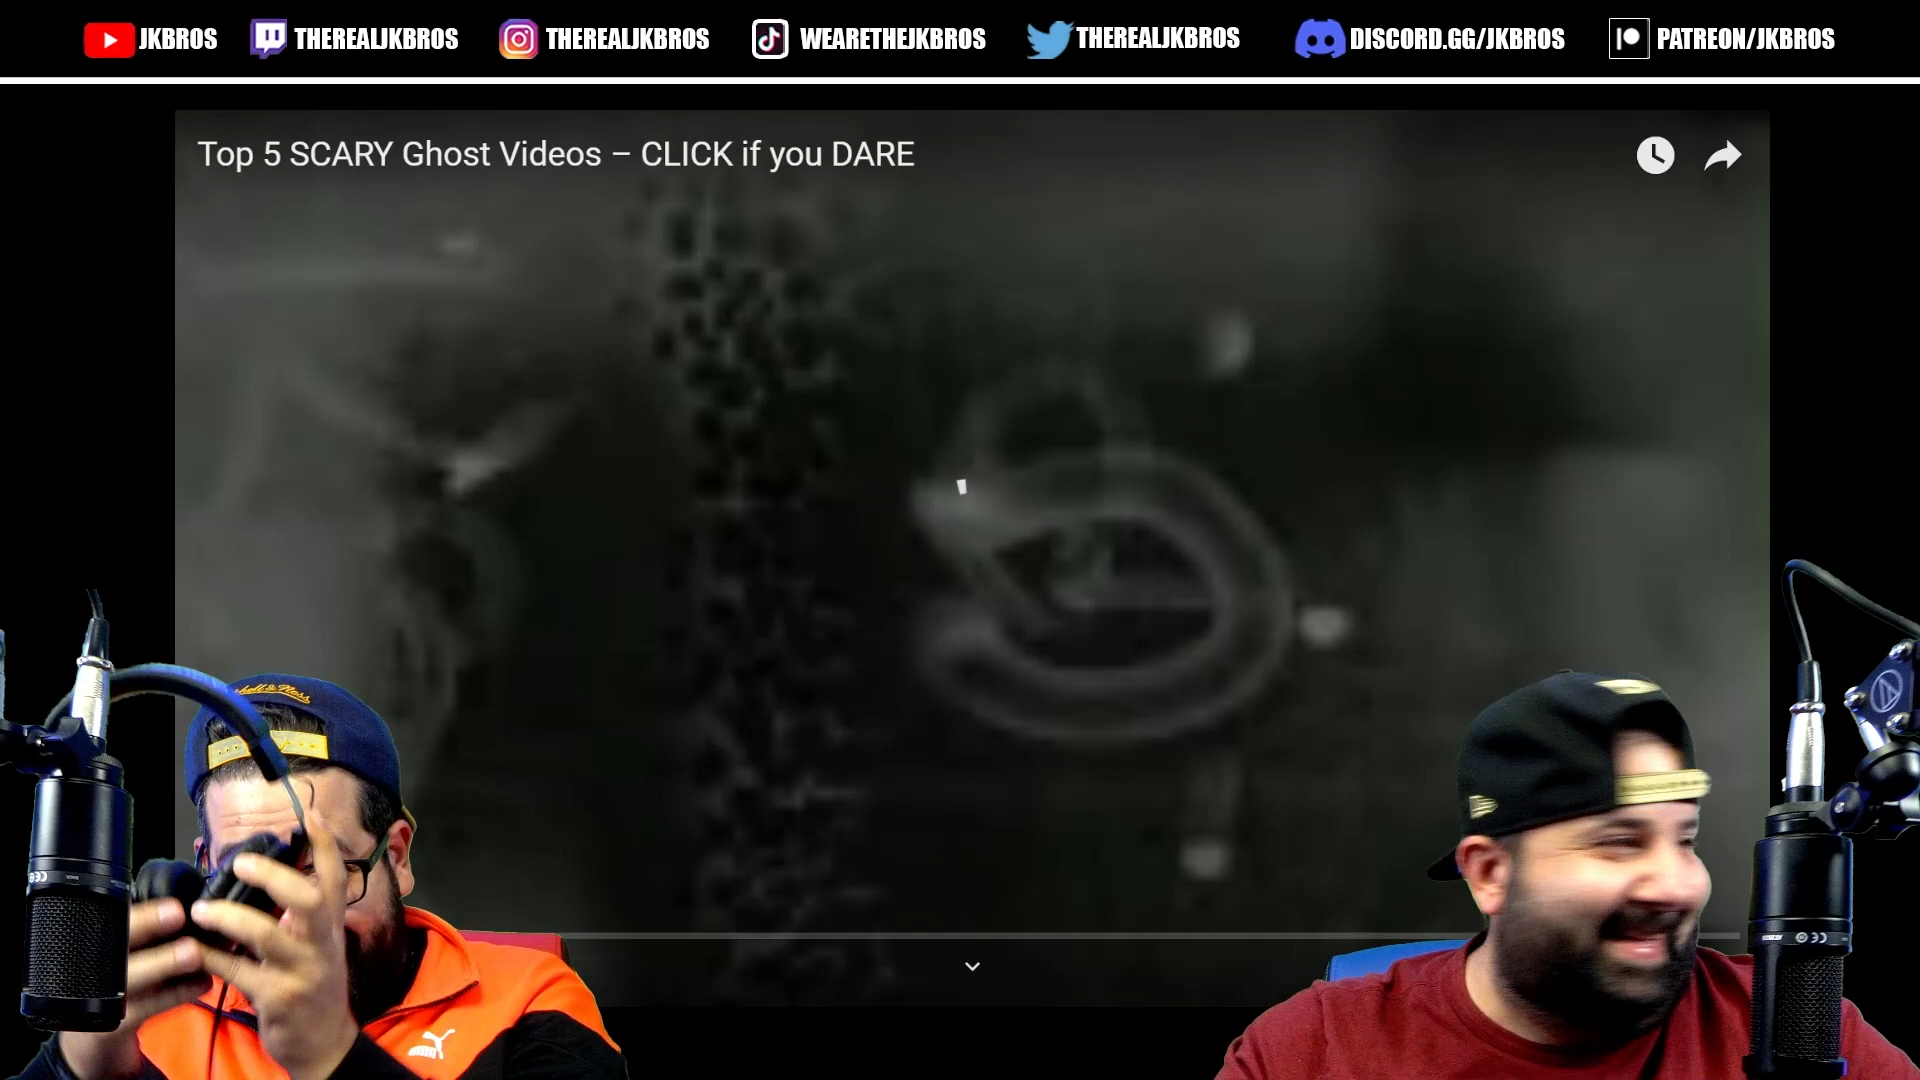 JKBROS THEREALJKBROS THEREALJKBROS WEARETHEJKBROS THEREALJKBROS DISCORD.GG/JKBROS PATREON/JKBROS
Top 5 SCARY Ghost Videos – CLICK if you DARE